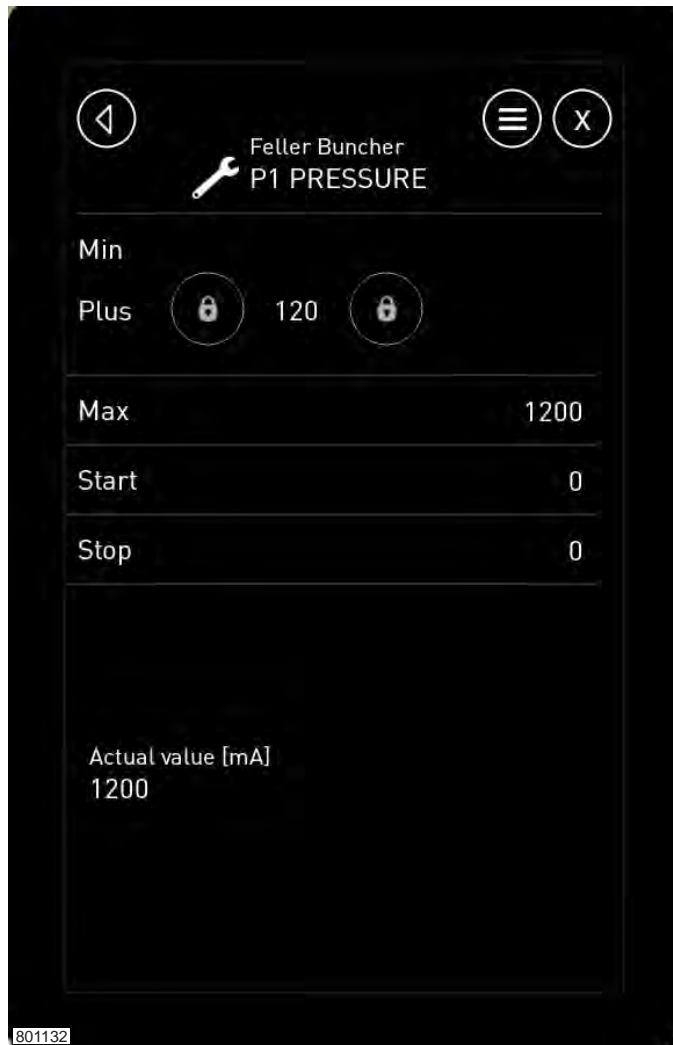 X
Feller Buncher
P1 PRESSURE
Min
Plus 120
Max 1200
Start 0
Stop 0
Actual value [mA]
1200
801132